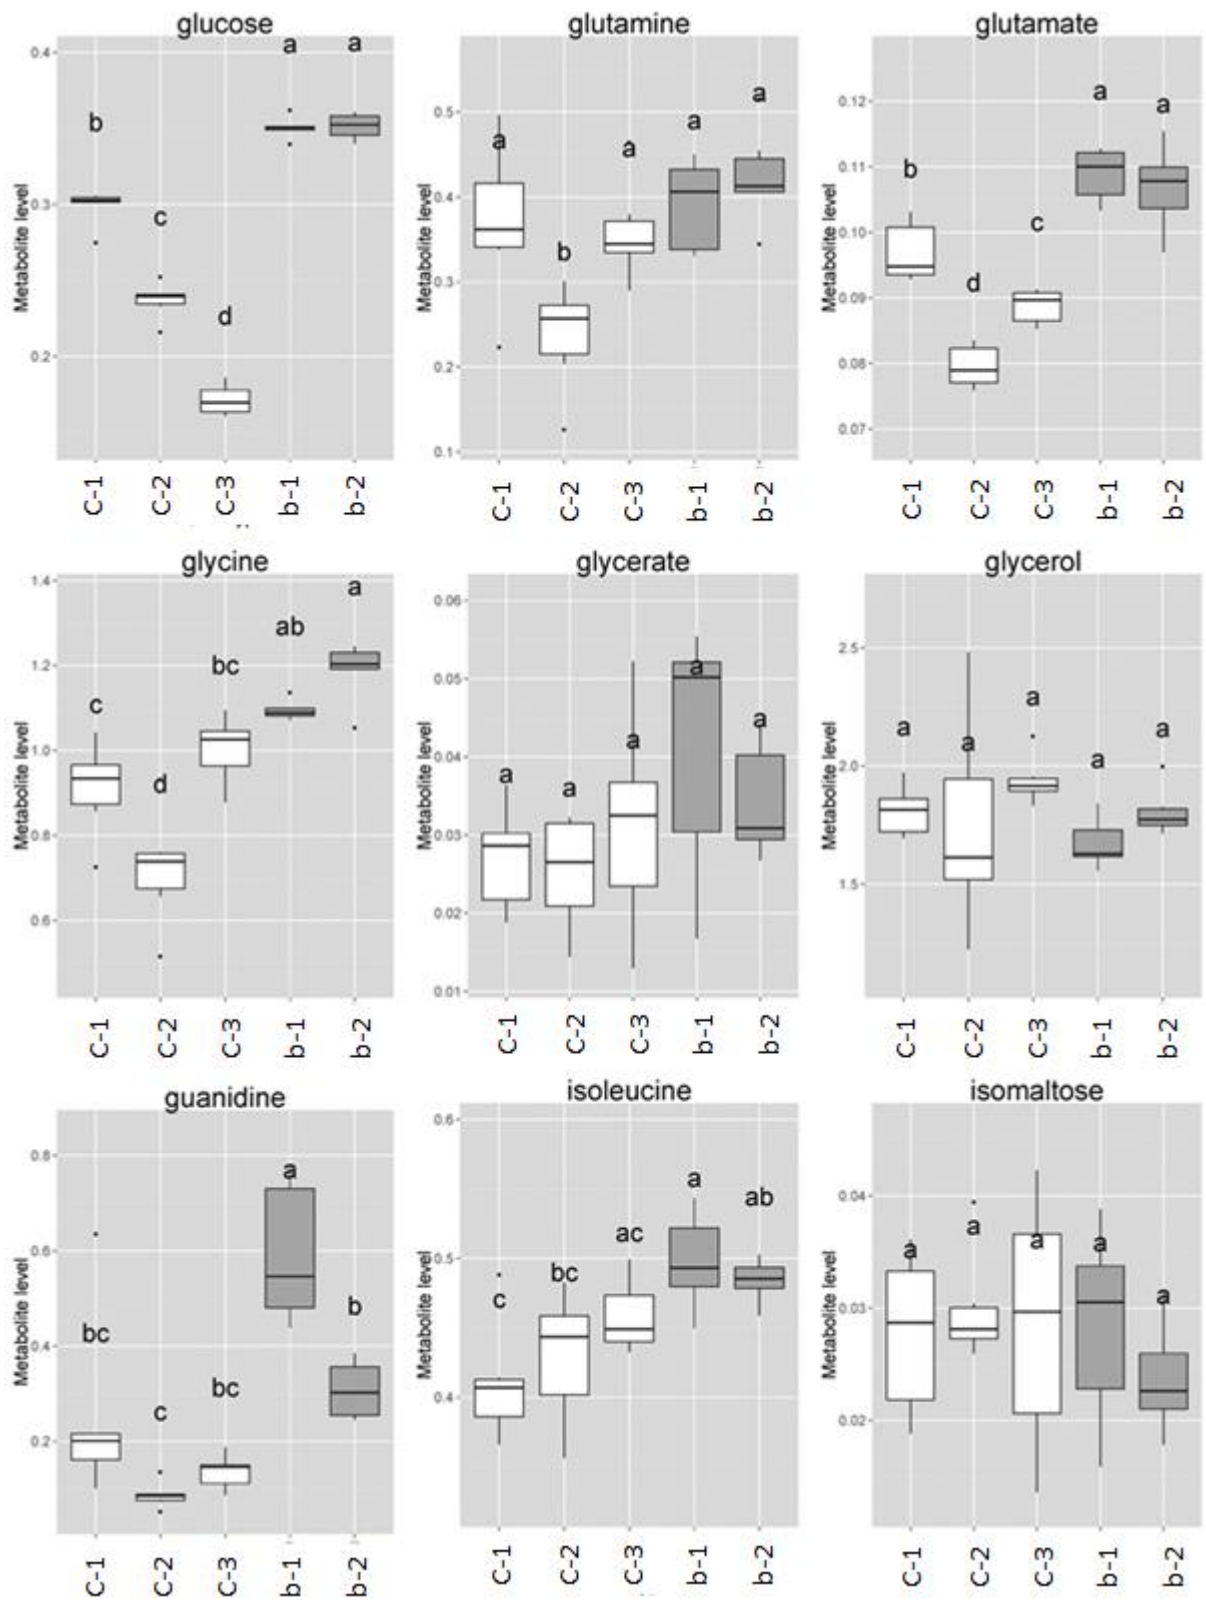 glucose
glutamine
glutamate
0.4
0.3
0.2
Metabolite level
b
c
d
a
a
C-1
C-2
C-3
b-1
b-2
0.5
0.4
0.3
0.2
0.1
Metabolite level
a
b
a
a
a
C-1
C-2
C-3
b-1
b-2
0.12
0.11
0.10
0.09
0.08
0.07
Metabolite level
b
d
c
a
a
C-1
C-2
C-3
b-1
b-2
glycine
glycerate
glycerol
1.4
1.2
1.0
0.8
0.6
Metabolite level
c
d
bc
ab
a
C-1
C-2
C-3
b-1
b-2
0.06
0.05
0.04
0.03
0.02
0.01
Metabolite level
a
a
a
a
a
C-1
C-2
C-3
b-1
b-2
2.5
2.0
1.5
Metabolite level
a
a
a
a
a
C-1
C-2
C-3
b-1
b-2
guanidine
isoleucine
isomaltose
0.8
0.6
0.4
0.2
Metabolite level
bc
c
bc
a
b
C-1
C-2
C-3
b-1
b-2
0.6
0.5
0.4
Metabolite level
c
bc
ac
a
ab
C-1
C-2
C-3
b-1
b-2
0.04
0.03
0.02
Metabolite level
a
a
a
a
a
C-1
C-2
C-3
b-1
b-2